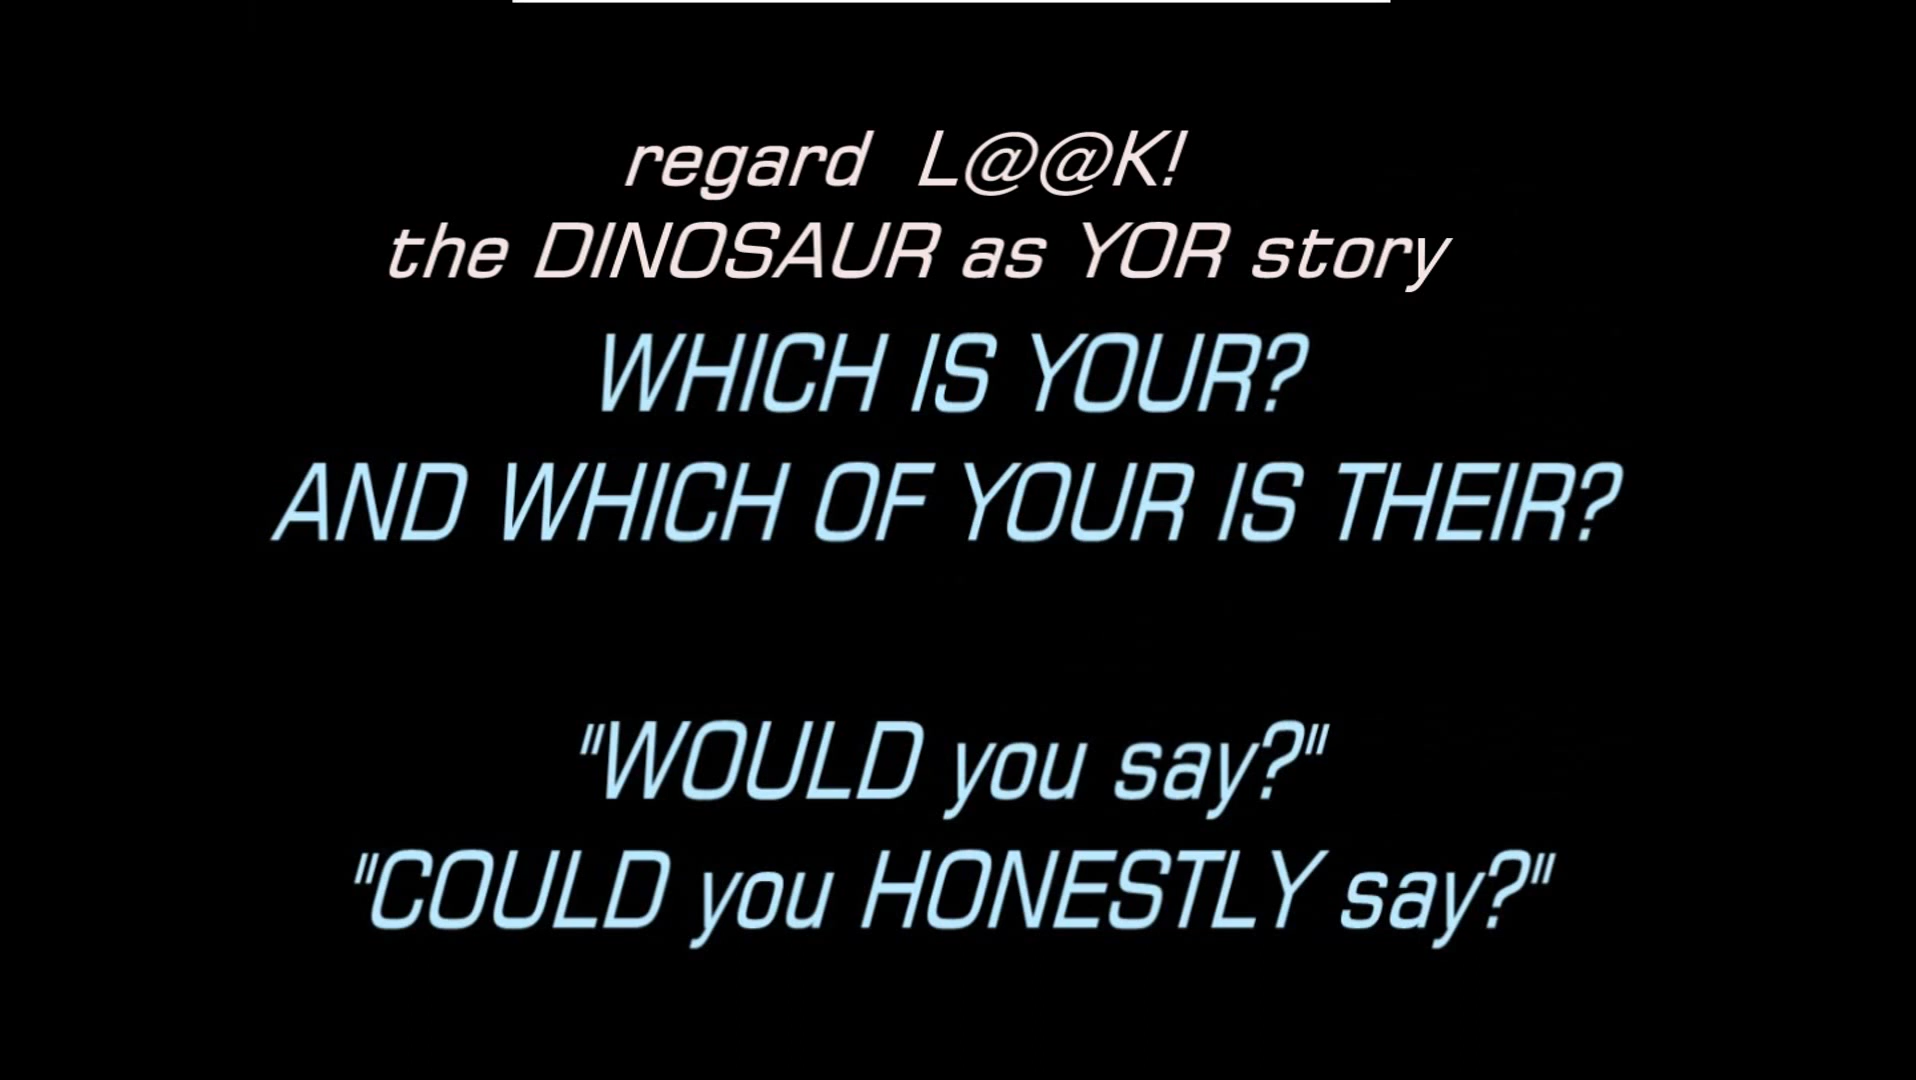 regard L@@K!
the DINOSAUR as YOR story
WHICH IS YOUR?
AND WHICH OF YOUR IS THEIR?
"WOULD you say?"
"COULD you HONESTLY say?"